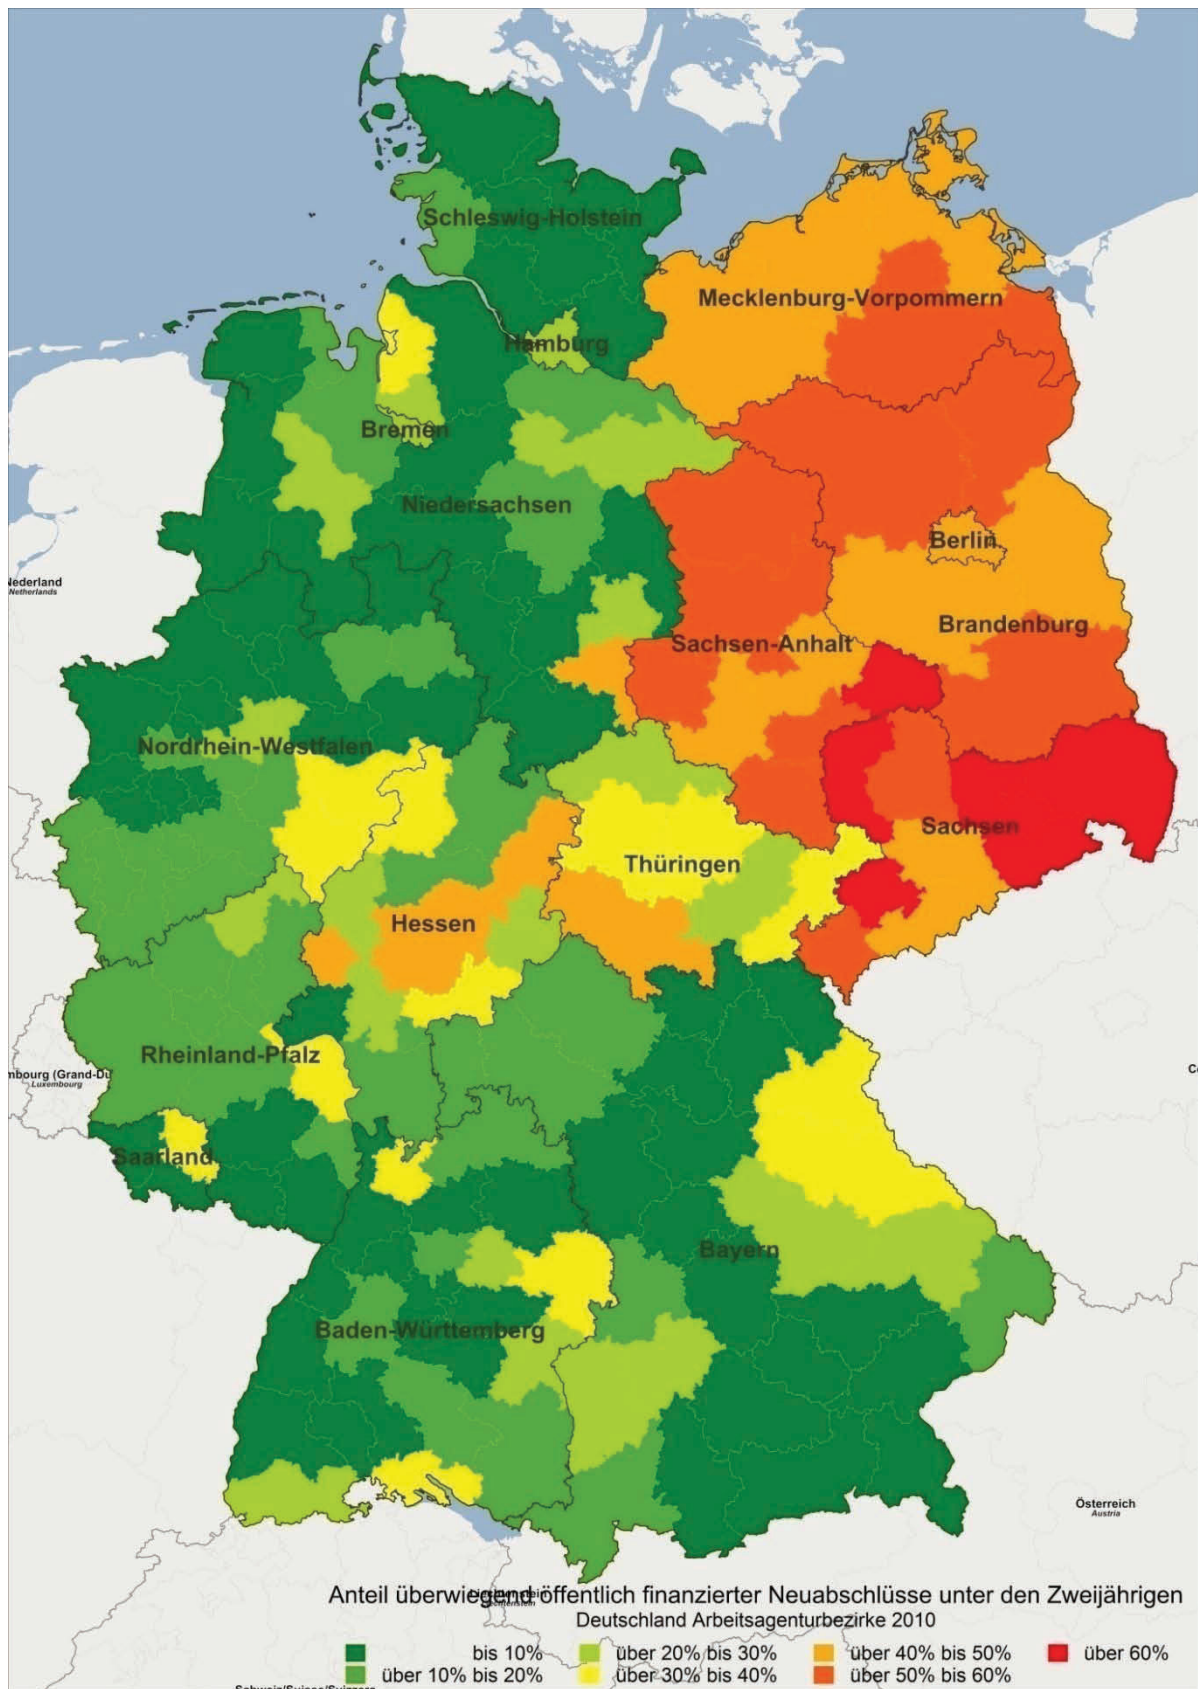 Schleswig-Holstein
Mecklenburg-Vorpommern
Hamburg
Bremen
Niedersachsen
Berlin
Nederland
Netherlands
Brandenburg
Sachsen-Anhalt
Nordrhein-Westfalen
Sachsen
Thüringen
Hessen
Rheinland-Pfalz
mbourg (Grand-Du
Luxembourg
Saarland
Bayern
Baden-Württemberg
Österreich
Austria
Anteil überwiegend öffentlich finanzierter Neuabschlüsse unter den Zweijährigen
Deutschland Arbeitsagenturbezirke 2010
bis 10% über 20% bis 30% über 40% bis 50% über 60%
über 10% bis 20% über 30% bis 40% über 50% bis 60%